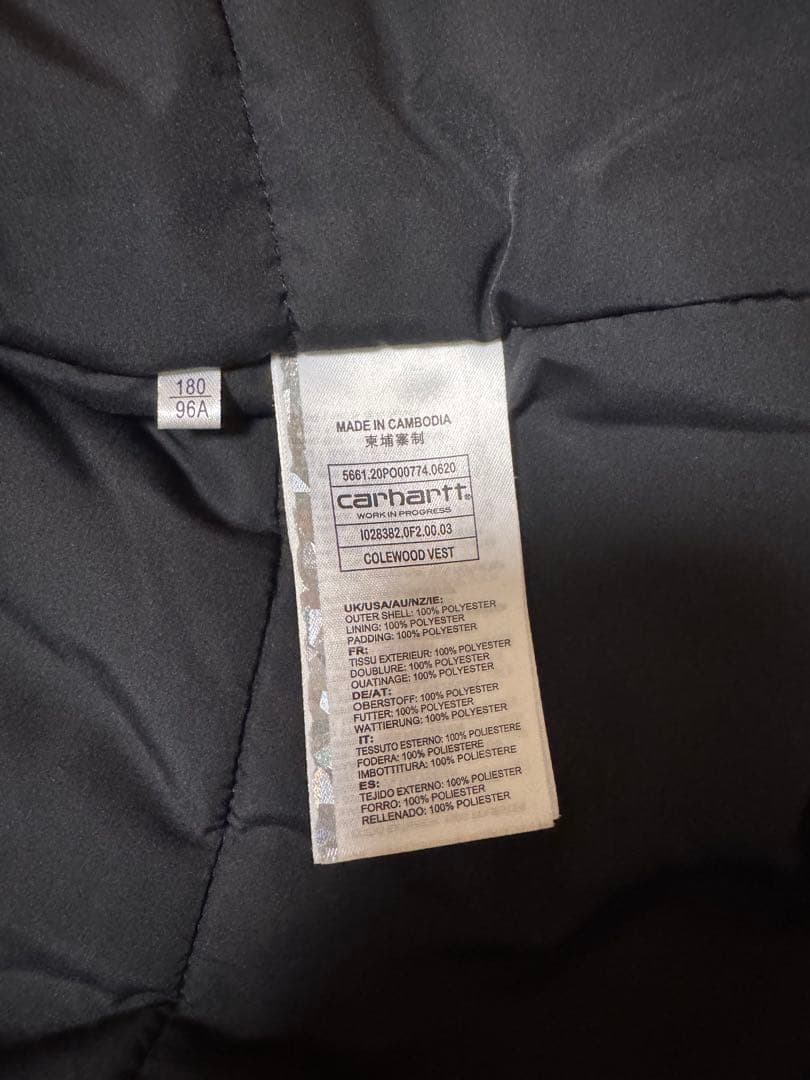 180
96A
MADE IN CAMBODIA
柬埔寨制
5661.20PO00774.0620
carhartt®
WORK IN PROGRESS
I028382.0F2.00.03
COLEWOOD VEST
UK/USA/AU/NZ/IE:
OUTER SHELL: 100% POLYESTER
LINING: 100% POLYESTER
PADDING: 100% POLYESTER
FR:
TISSU EXTERIEUR: 100% POLYESTER
DOUBLURE: 100% POLYESTER
OUATINAGE: 100% POLYESTER
DE/AT:
OBERSTOFF: 100% POLYESTER
FUTTER: 100% POLYESTER
WATTIERUNG: 100% POLYESTER
IT:
TESSUTO ESTERNO: 100% POLIESTERE
FODERA: 100% POLIESTERE
IMBOTTITURA: 100% POLIESTERE
ES:
TEJIDO EXTERNO: 100% POLIESTER
FORRO: 100% POLIESTER
RELLENADO: 100% POLIESTER